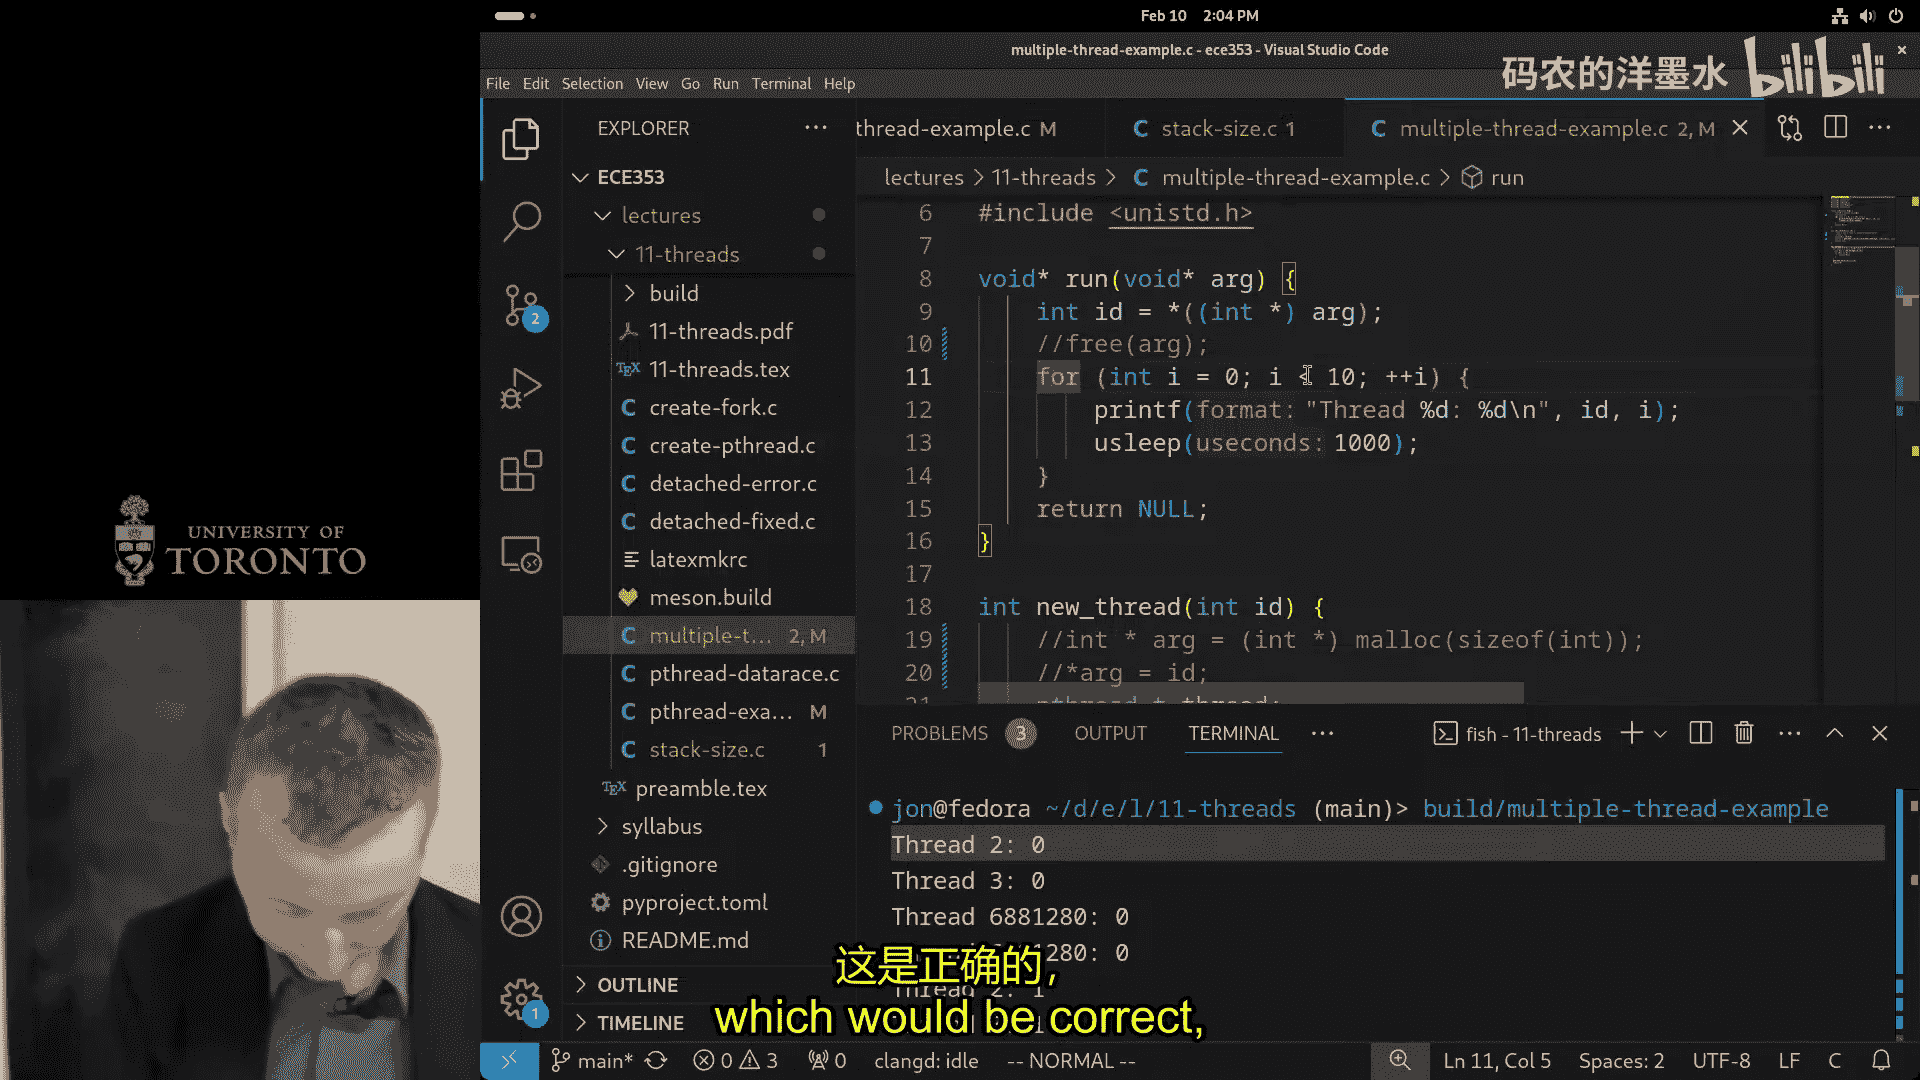 Feb 10 2:04 PM
multiple-thread-example.c - ece353 - Visual Studio Code
码农的洋墨水 bilibili
File Edit Selection View Go Run Terminal Help
EXPLORER
ECE353
lectures
11-threads
build
11-threads.pdf
11-threads.tex
create-fork.c
create-pthread.c
detached-error.c
detached-fixed.c
latexmkrc
meson.build
multiple-t... 2, M
pthread-datarace.c
pthread-exa... M
stack-size.c 1
preamble.tex
syllabus
.gitignore
pyproject.toml
README.md
OUTLINE
TIMELINE
2
1
thread-example.c M stack-size.c 1 multiple-thread-example.c 2, M
lectures > 11-threads > multiple-thread-example.c > run
6 #include <unistd.h>
7
8 void* run(void* arg) {
9 int id = *((int *) arg);
10 //free(arg);
11 for (int i = 0; i < 10; ++i) {
12 printf(format: "Thread %d: %d\n", id, i);
13 usleep(useconds: 1000);
14 }
15 return NULL;
16 }
17
18 int new_thread(int id) {
19 //int * arg = (int *) malloc(sizeof(int));
20 //*arg = id;
PROBLEMS 3 OUTPUT TERMINAL fish - 11-threads
jon@fedora ~/d/e/l/11-threads (main)> build/multiple-thread-example
Thread 2: 0
Thread 3: 0
Thread 6881280: 0
280: 0
Thread 2: 1
这是正确的,
which would be correct,
main* 0 3 0 clangd: idle -- NORMAL -- Ln 11, Col 5 Spaces: 2 UTF-8 LF C
UNIVERSITY OF
TORONTO